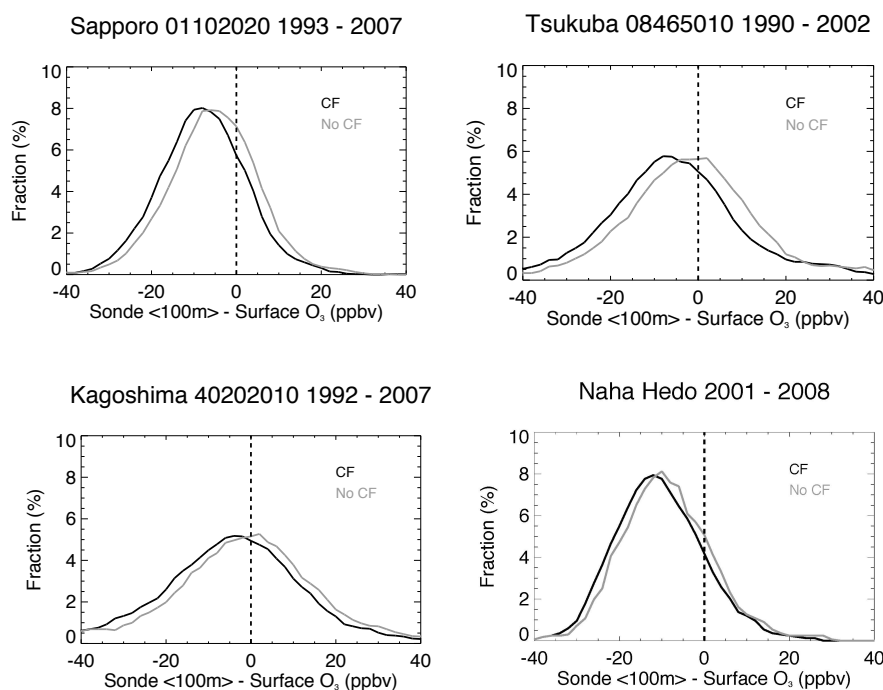 Sapporo 01102020 1993 - 2007
10
8
6
4
2
0
Fraction (%)
CF
No CF
-40 -20 0 20 40
Sonde <100m> - Surface O₃ (ppbv)
Tsukuba 08465010 1990 - 2002
10
8
6
4
2
0
Fraction (%)
CF
No CF
-40 -20 0 20 40
Sonde <100m> - Surface O₃ (ppbv)
Kagoshima 40202010 1992 - 2007
10
8
6
4
2
0
Fraction (%)
CF
No CF
-40 -20 0 20 40
Sonde <100m> - Surface O₃ (ppbv)
Naha Hedo 2001 - 2008
10
8
6
4
2
0
Fraction (%)
CF
No CF
-40 -20 0 20 40
Sonde <100m> - Surface O₃ (ppbv)